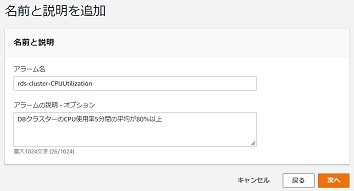 名前と説明を追加
名前と説明
アラーム名
rds-cluster-CPUUtilization
アラームの説明 - オプション
DBクラスターのCPU使用率5分間の平均が80%以上
最大1024文字 (26/1024)
キャンセル
戻る
次へ